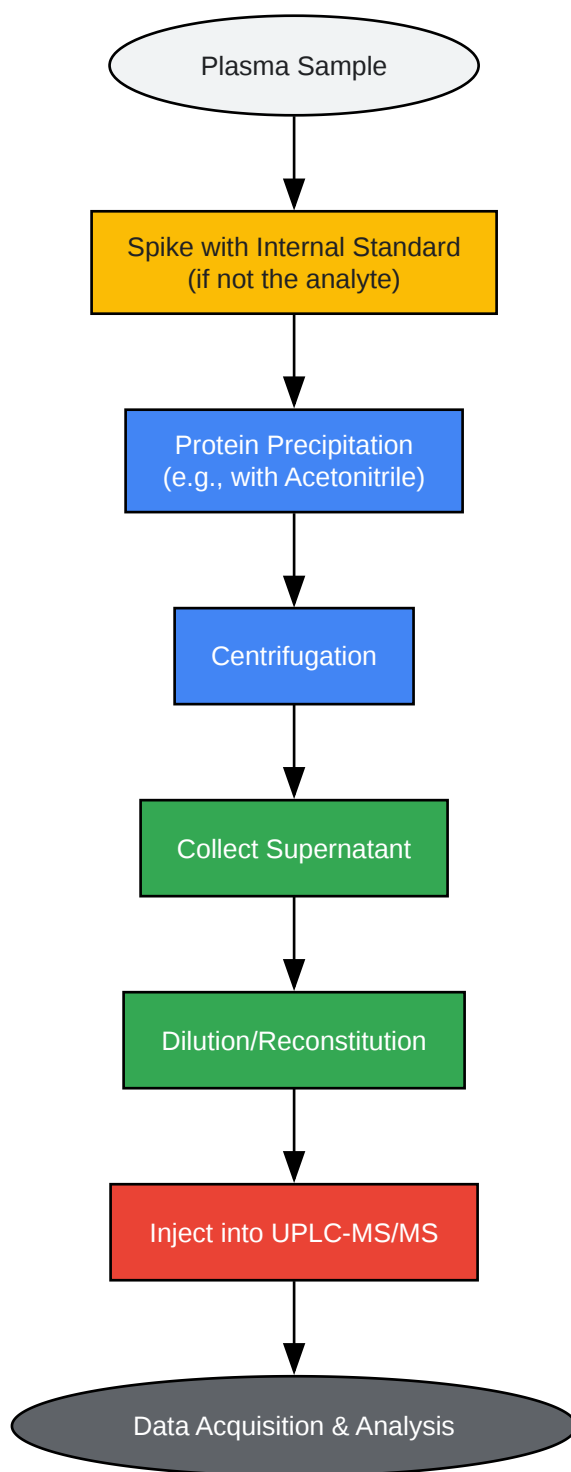 Plasma Sample
Spike with Internal Standard
(if not the analyte)
Protein Precipitation
(e.g., with Acetonitrile)
Centrifugation
Collect Supernatant
Dilution/Reconstitution
Inject into UPLC-MS/MS
Data Acquisition & Analysis